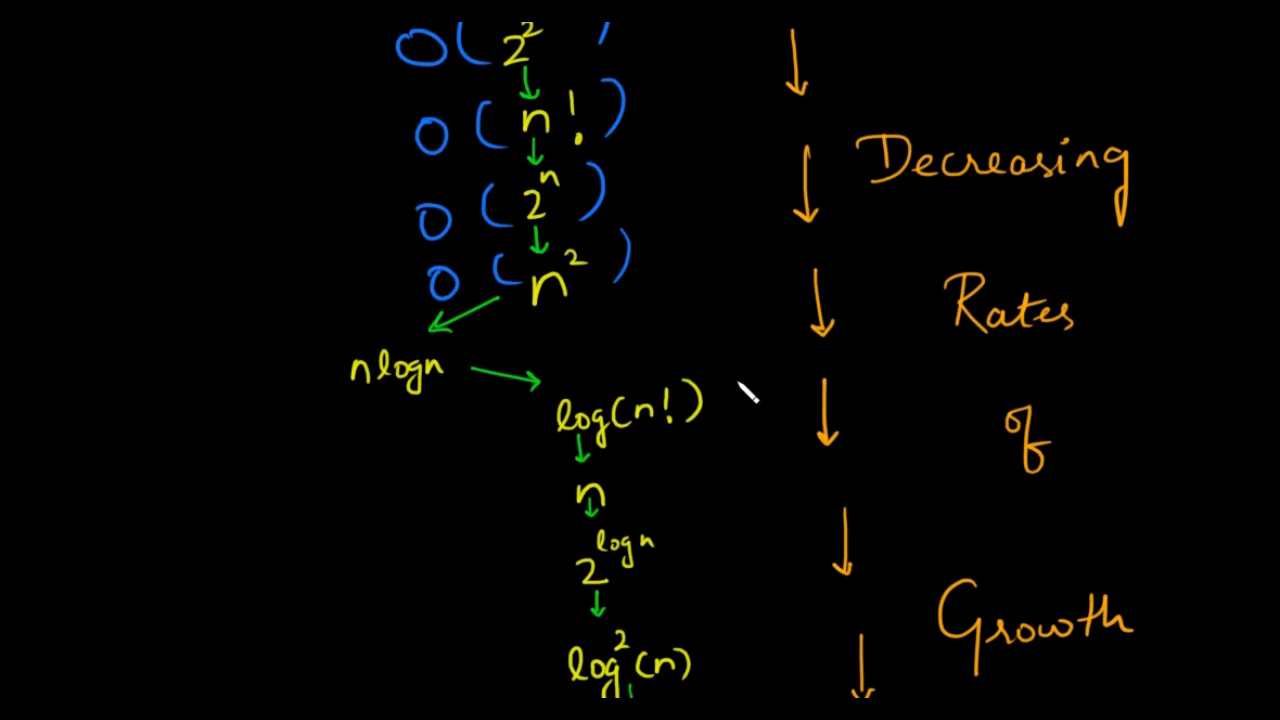 O(2^2)
O(n!)
O(2^n)
O(n^2)
nlogn
log(n!)
n
2^logn
log^2(n)
Decreasing
Rates
of
Growth